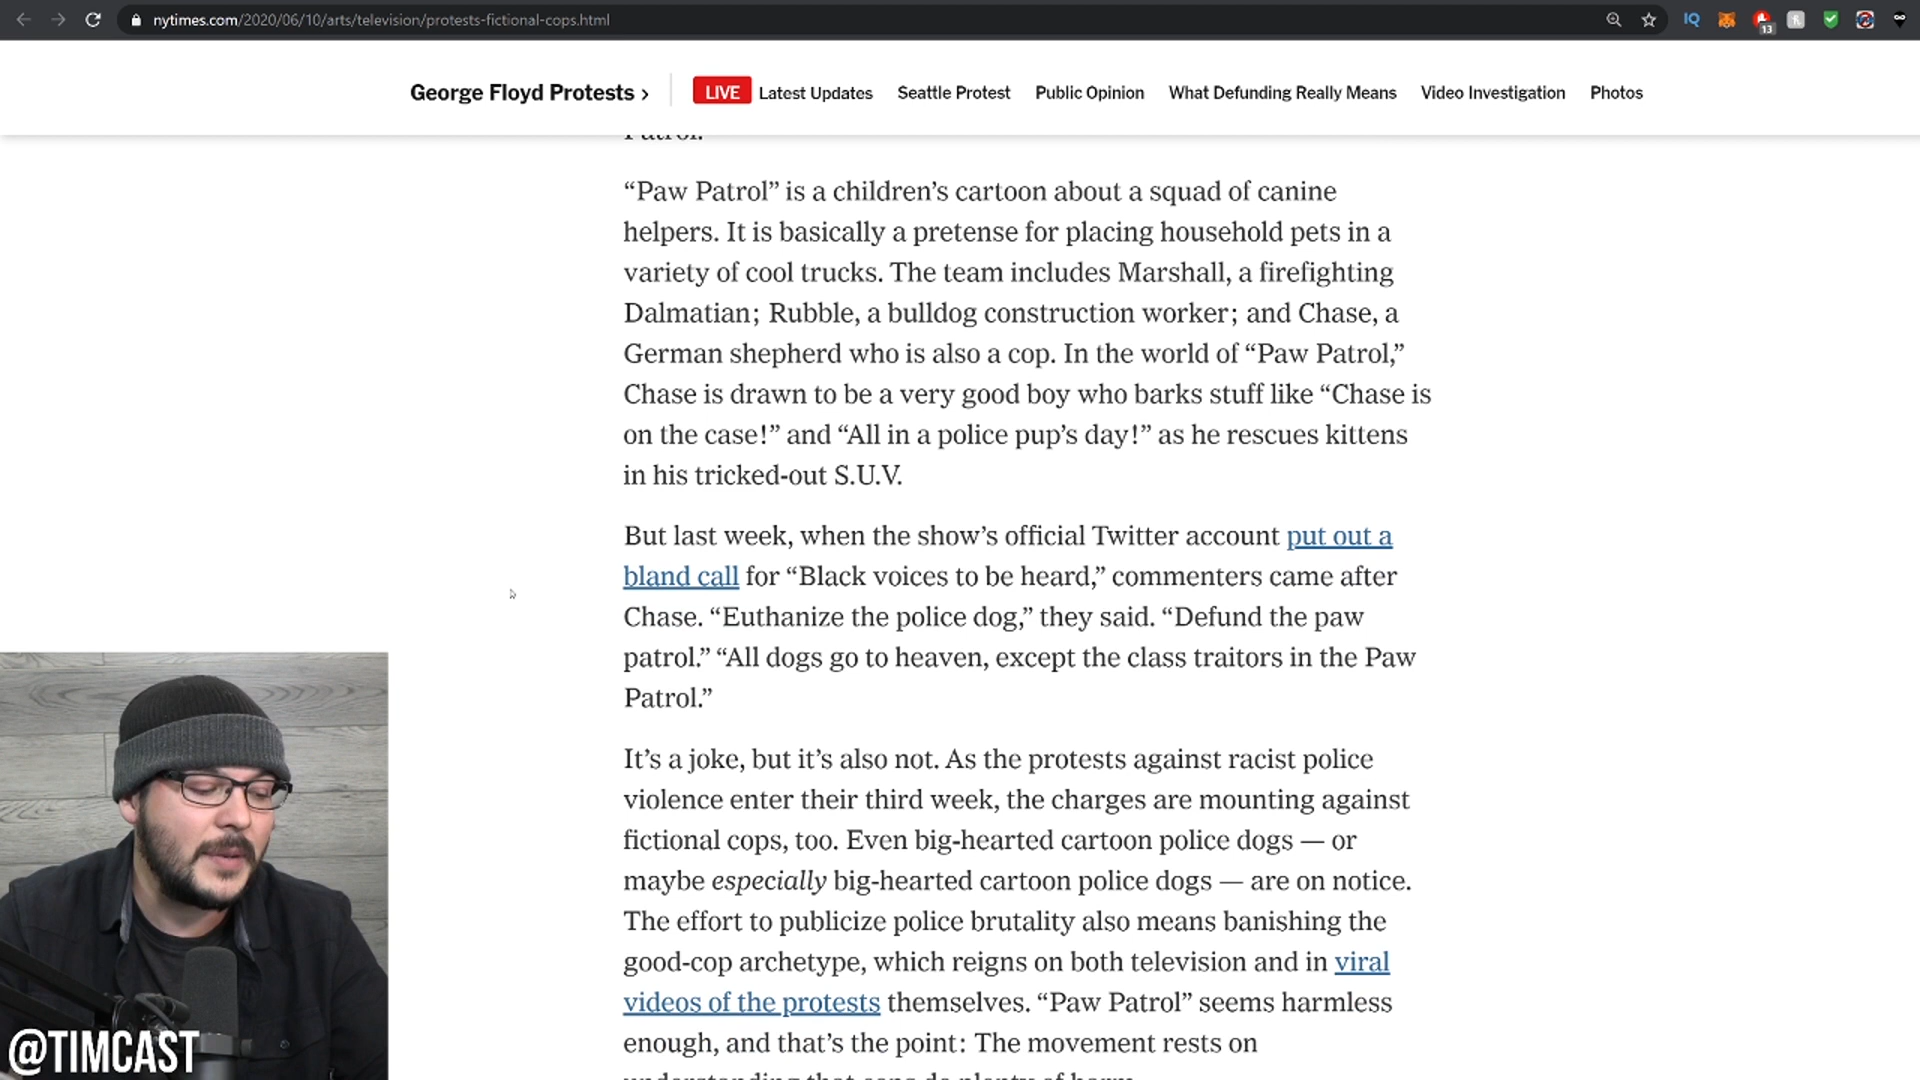 nytimes.com/2020/06/10/arts/television/protests-fictional-cops.html
IQ
13
George Floyd Protests ›
LIVE Latest Updates Seattle Protest Public Opinion What Defunding Really Means Video Investigation Photos
Patrol.”
“Paw Patrol” is a children’s cartoon about a squad of canine
helpers. It is basically a pretense for placing household pets in a
variety of cool trucks. The team includes Marshall, a firefighting
Dalmatian; Rubble, a bulldog construction worker; and Chase, a
German shepherd who is also a cop. In the world of “Paw Patrol,”
Chase is drawn to be a very good boy who barks stuff like “Chase is
on the case!” and “All in a police pup’s day!” as he rescues kittens
in his tricked-out S.U.V.
But last week, when the show’s official Twitter account put out a
bland call for “Black voices to be heard,” commenters came after
Chase. “Euthanize the police dog,” they said. “Defund the paw
patrol.” “All dogs go to heaven, except the class traitors in the Paw
Patrol.”
It’s a joke, but it’s also not. As the protests against racist police
violence enter their third week, the charges are mounting against
fictional cops, too. Even big-hearted cartoon police dogs — or
maybe especially big-hearted cartoon police dogs — are on notice.
The effort to publicize police brutality also means banishing the
good-cop archetype, which reigns on both television and in viral
videos of the protests themselves. “Paw Patrol” seems harmless
enough, and that’s the point: The movement rests on
understanding that cops do plenty of harm
@TIMCAST